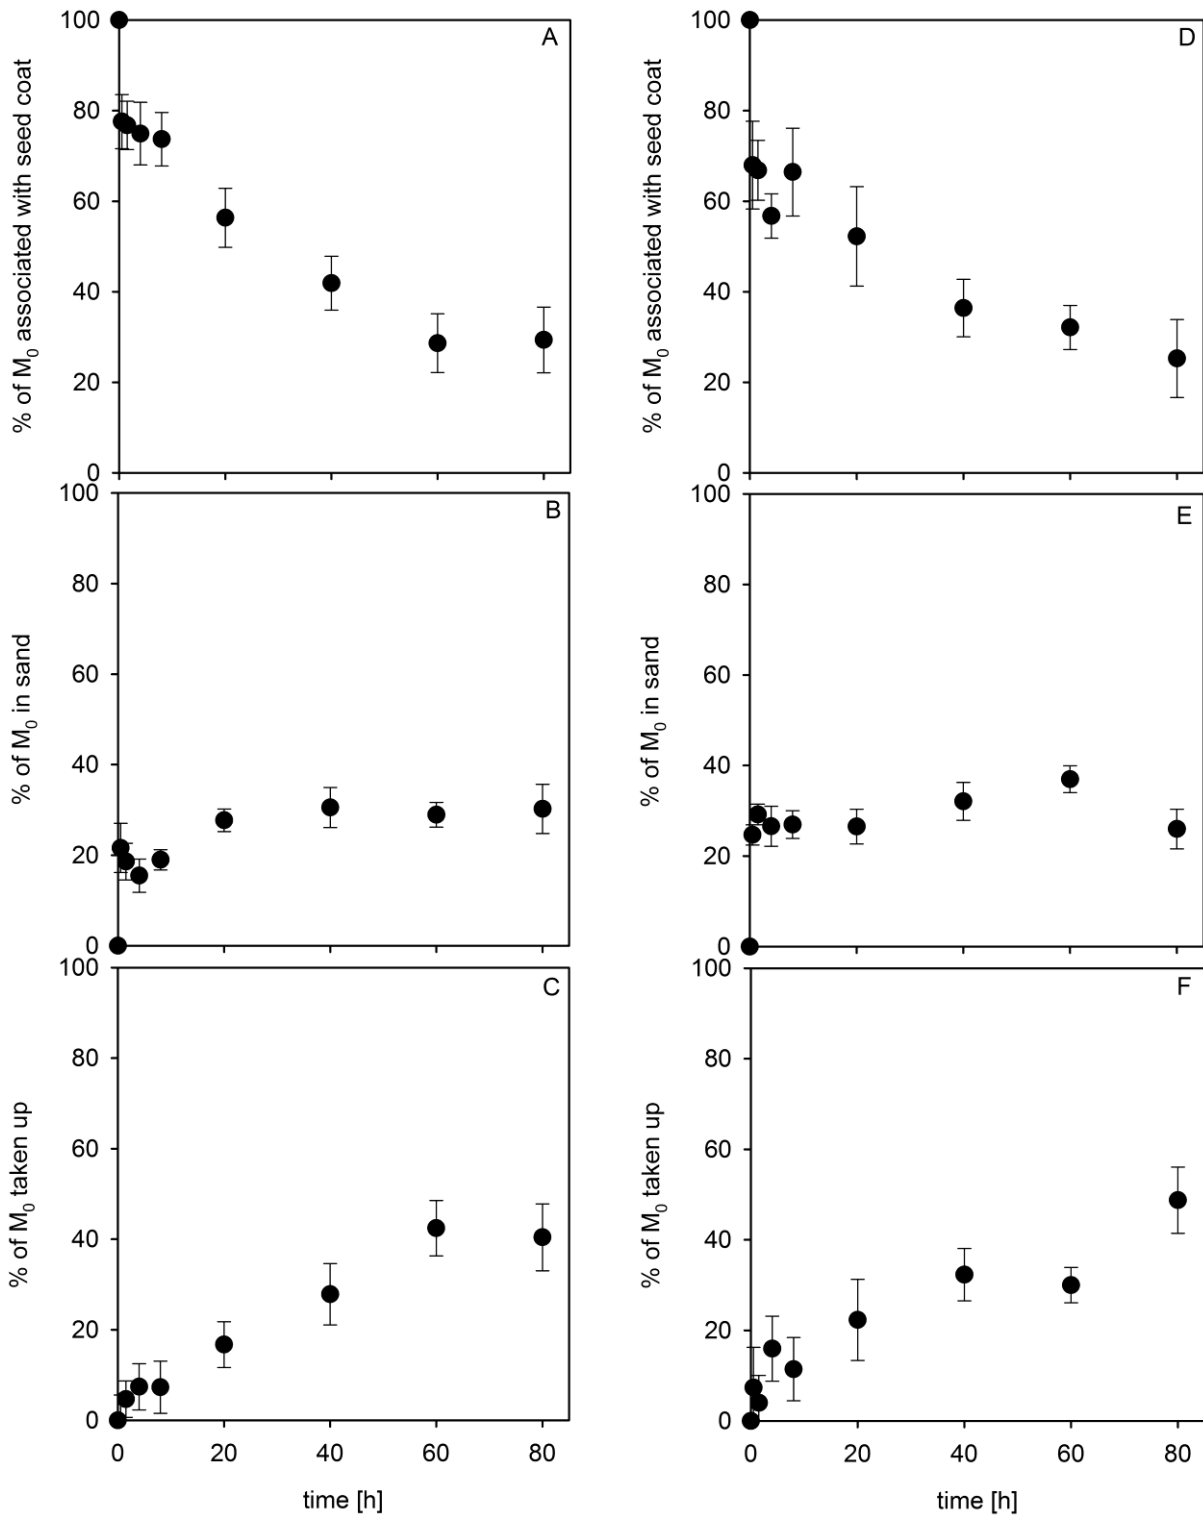 % of M₀ associated with seed coat
100
80
60
40
20
0
A
% of M₀ in sand
100
80
60
40
20
0
B
% of M₀ taken up
100
80
60
40
20
0
C
0 20 40 60 80
time [h]
% of M₀ associated with seed coat
100
80
60
40
20
0
D
% of M₀ in sand
100
80
60
40
20
0
E
% of M₀ taken up
100
80
60
40
20
0
F
0 20 40 60 80
time [h]